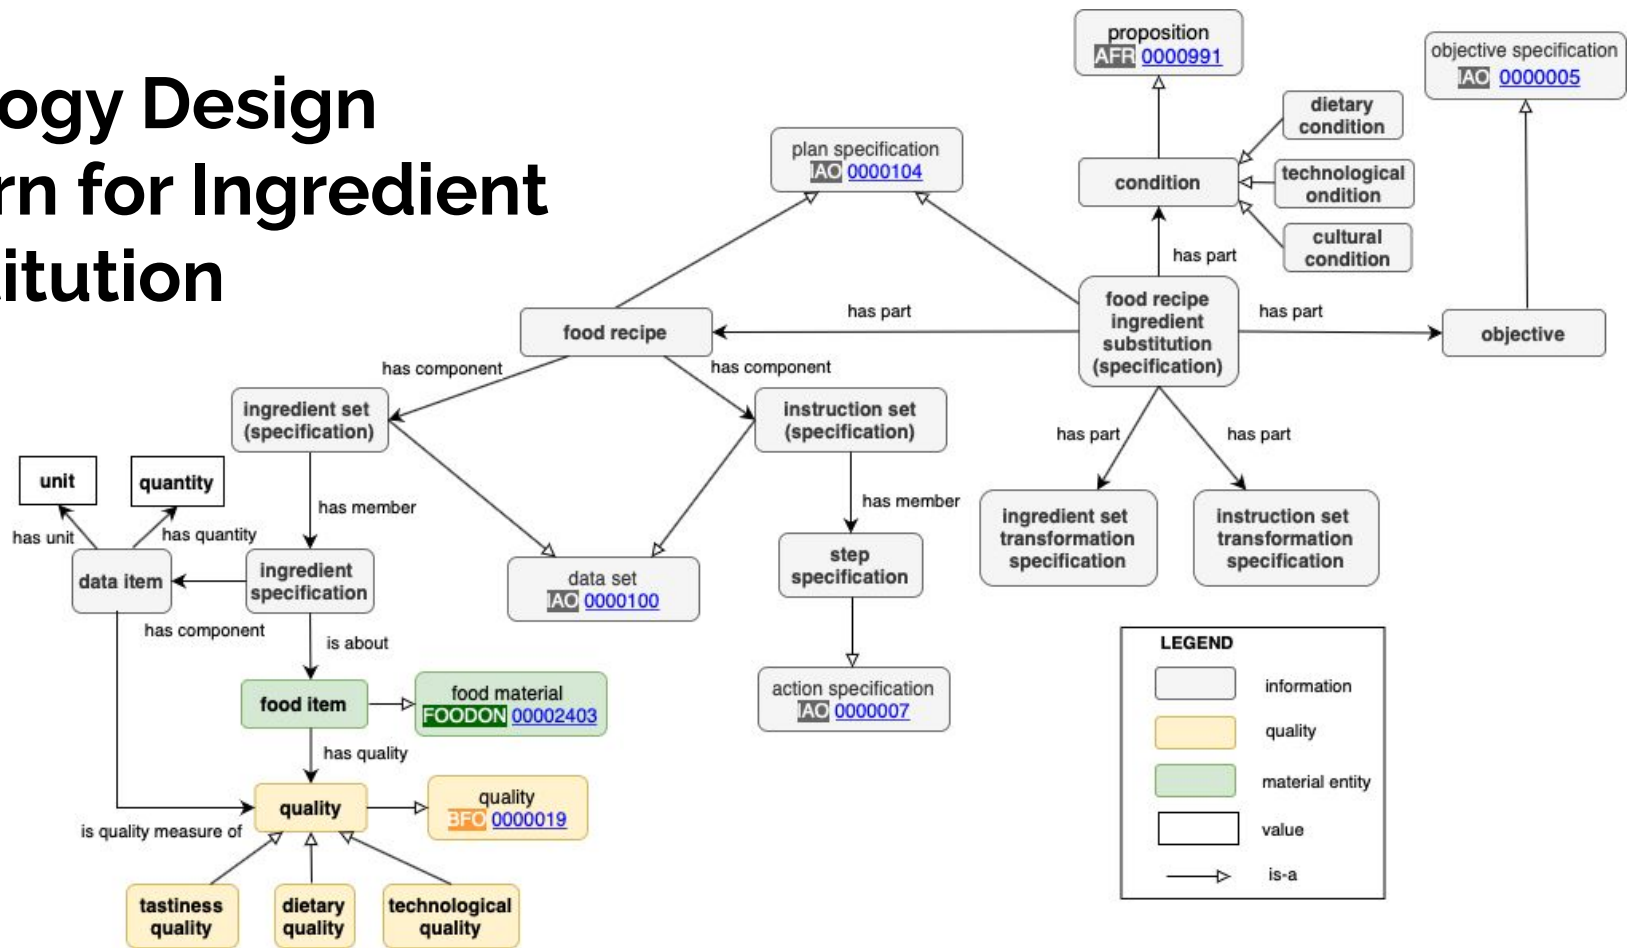 ogy Design
rn for Ingredient
itution
proposition
AFR 0000991
objective specification
IAO 0000005
dietary
condition
plan specification
IAO 0000104
condition
technological
ondition
cultural
condition
has part
food recipe
has part
food recipe
ingredient
substitution
(specification)
has part
objective
has component
has component
ingredient set
(specification)
instruction set
(specification)
has part
has part
unit
quantity
has member
has member
has unit
has quantity
ingredient set
transformation
specification
instruction set
transformation
specification
data item
ingredient
specification
data set
IAO 0000100
step
specification
has component
is about
food item
food material
FOODON 00002403
action specification
IAO 0000007
has quality
quality
quality
BFO 0000019
is quality measure of
tastiness
quality
dietary
quality
technological
quality
LEGEND
information
quality
material entity
value
is-a